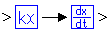 > kx → dx/dt >